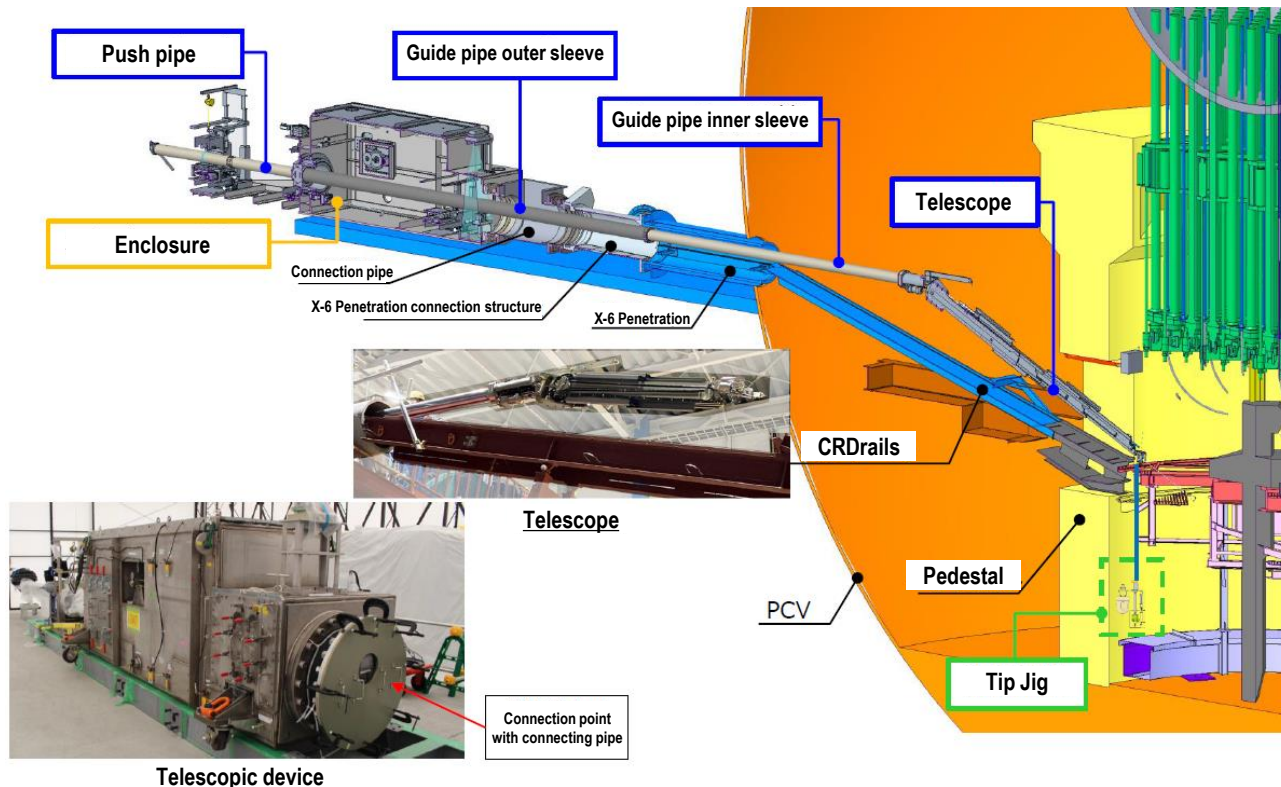 Push pipe
Guide pipe outer sleeve
Guide pipe inner sleeve
Telescope
Enclosure
Connection pipe
X-6 Penetration connection structure
X-6 Penetration
CRDrails
Telescope
Pedestal
PCV
Tip Jig
Connection point
with connecting pipe
Telescopic device